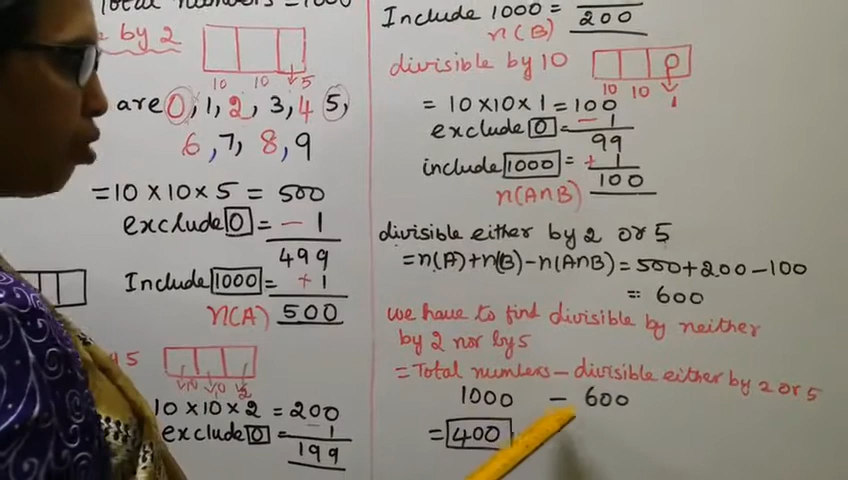 Total numbers = 1000
by 2
10 10 5
are 0, 1, 2, 3, 4 5,
6, 7, 8, 9
= 10 × 10 × 5 = 500
exclude 0 = - 1
499
Include 1000 = + 1
n(A) 500
y 5
10 10 2
10 × 10 × 2 = 200
exclude 0 = - 1
199
Include 1000 = 200
n(B)
divisible by 10 0
10 10 1
= 10 × 10 × 1 = 100
exclude 0 = - 1
99
include 1000 = + 1
n(A∩B) 100
divisible either by 2 or 5
= n(A) + n(B) - n(A∩B) = 500 + 200 - 100
= 600
we have to find divisible by neither
by 2 nor by 5
= Total numbers - divisible either by 2 or 5
1000 - 600
= 400